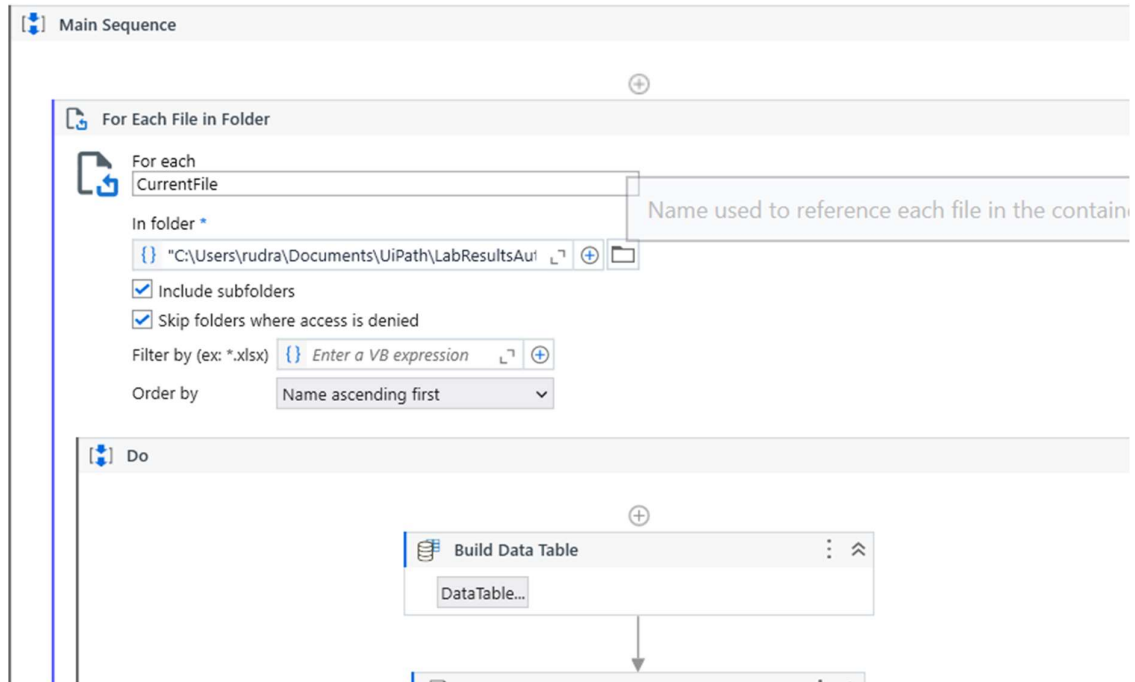 Main Sequence
For Each File in Folder
For each
CurrentFile
Name used to reference each file in the
In folder *
{} "C:\Users\rudra\Documents\UiPath\
Include subfolders
Skip folders where access is denied
Filter by (ex: *.xlsx) {} Enter a VB expression
Order by Name ascending first
Do
Build Data Table
DataTable...